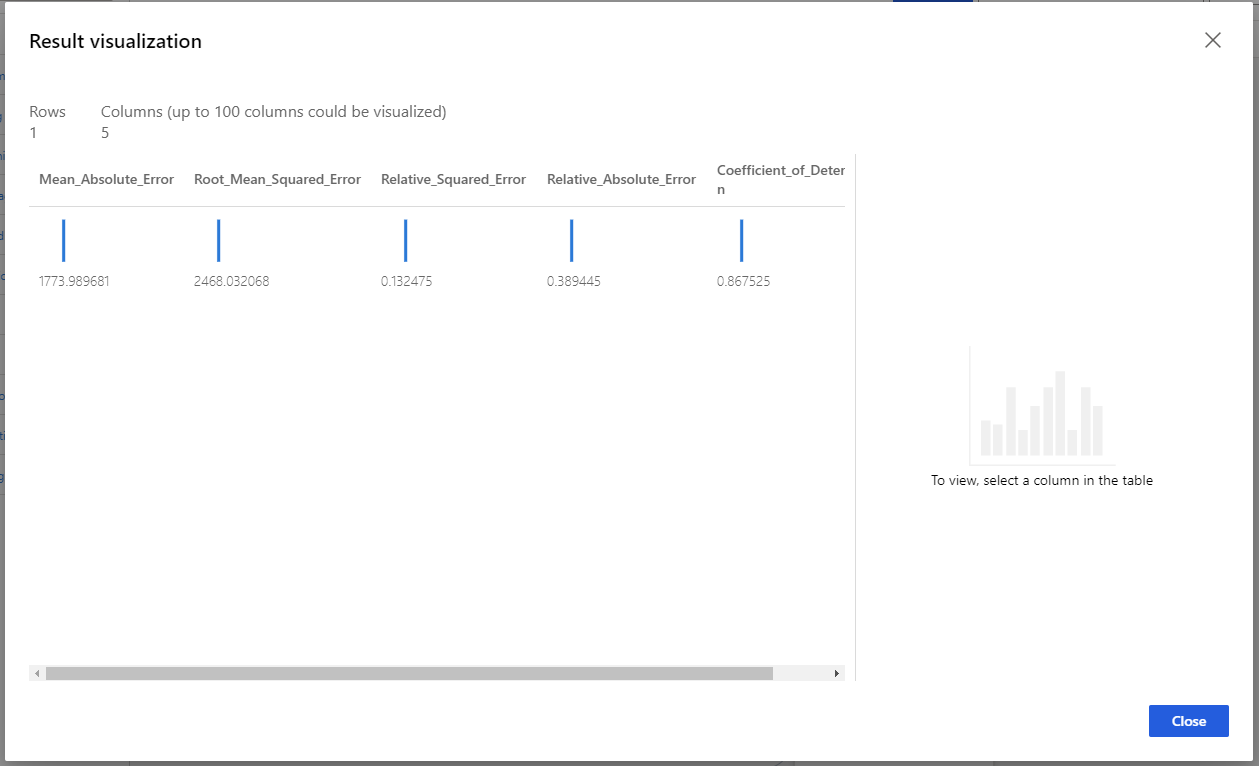 Result visualization
Rows Columns (up to 100 columns could be visualized)
1 5
Mean_Absolute_Error Root_Mean_Squared_Error Relative_Squared_Error Relative_Absolute_Error Coefficient_of_Deter
n
1773.989681 2468.032068 0.132475 0.389445 0.867525
To view, select a column in the table
Close